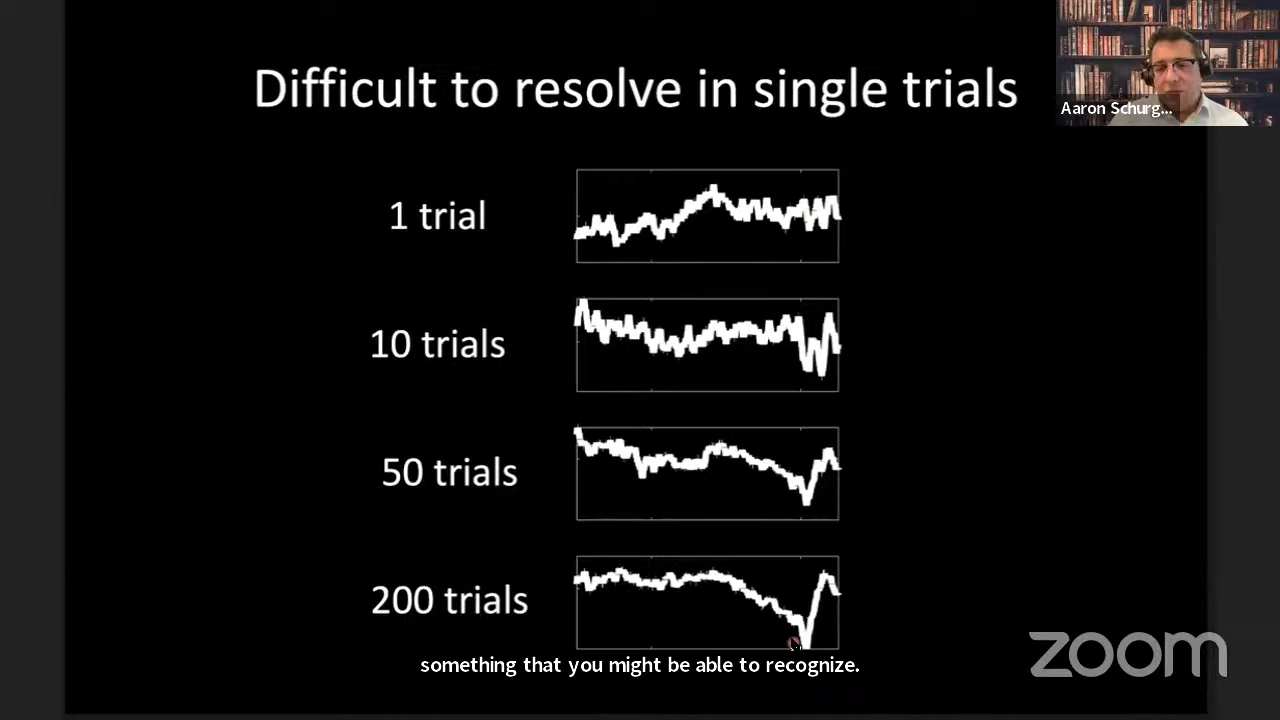 Difficult to resolve in single trials
Aaron Schurg...
1 trial
10 trials
50 trials
200 trials
something that you might be able to recognize.
zoom